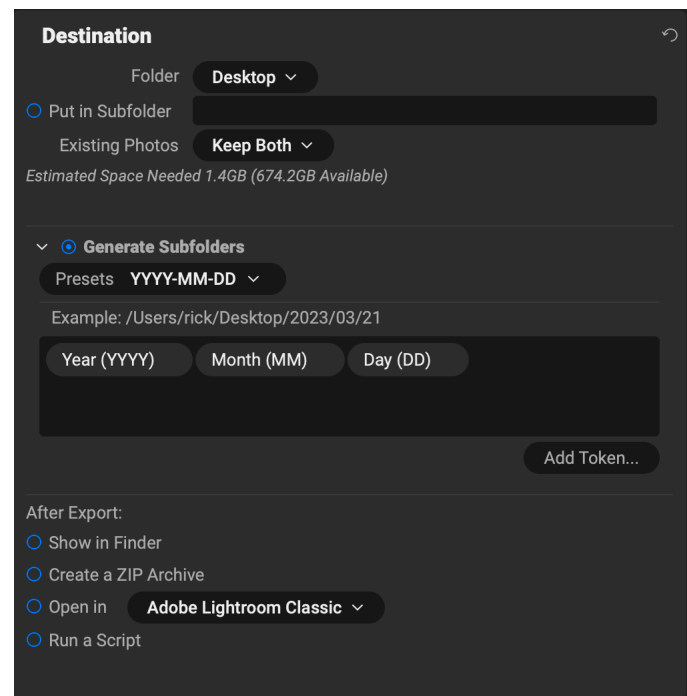 Destination
Folder Desktop
Put in Subfolder
Existing Photos Keep Both
Estimated Space Needed 1.4GB (674.2GB Available)
Generate Subfolders
Presets YYYY-MM-DD
Example: /Users/rick/Desktop/2023/03/21
Year (YYYY) Month (MM) Day (DD)
Add Token...
After Export:
Show in Finder
Create a ZIP Archive
Open in Adobe Lightroom Classic
Run a Script